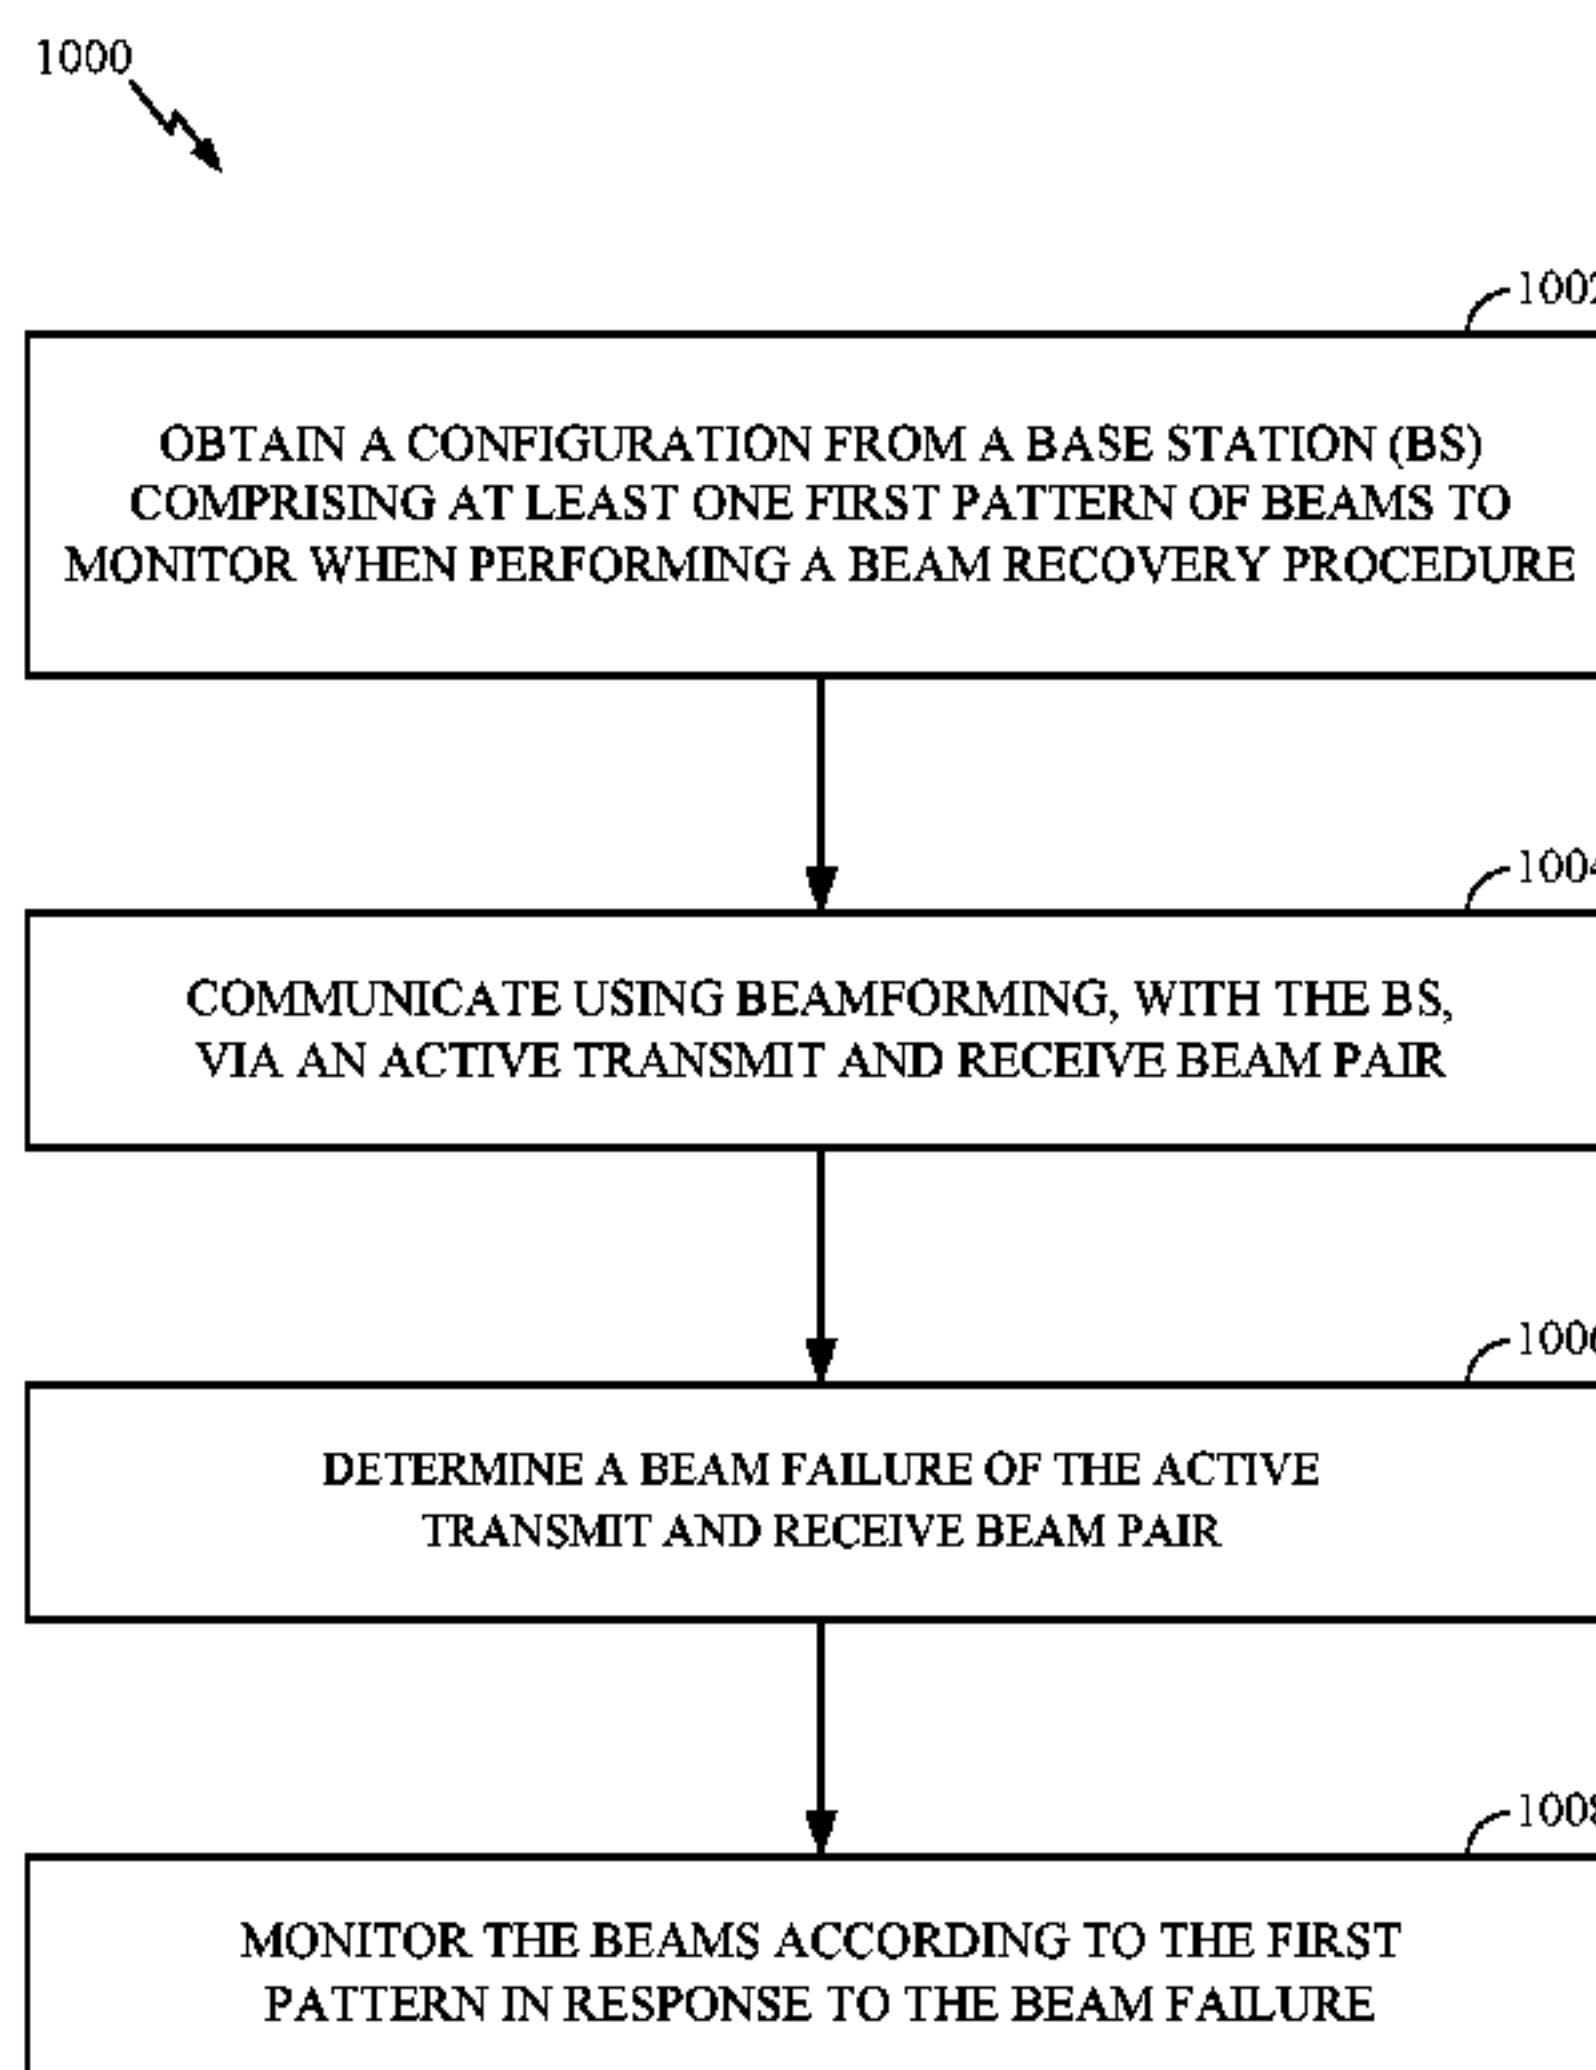 1000
1002
OBTAIN A CONFIGURATION FROM A BASE STATION (BS)
COMPRISING AT LEAST ONE FIRST PATTERN OF BEAMS TO
MONITOR WHEN PERFORMING A BEAM RECOVERY PROCEDURE
1004
COMMUNICATE USING BEAMFORMING, WITH THE BS,
VIA AN ACTIVE TRANSMIT AND RECEIVE BEAM PAIR
1006
DETERMINE A BEAM FAILURE OF THE ACTIVE
TRANSMIT AND RECEIVE BEAM PAIR
1008
MONITOR THE BEAMS ACCORDING TO THE FIRST
PATTERN IN RESPONSE TO THE BEAM FAILURE